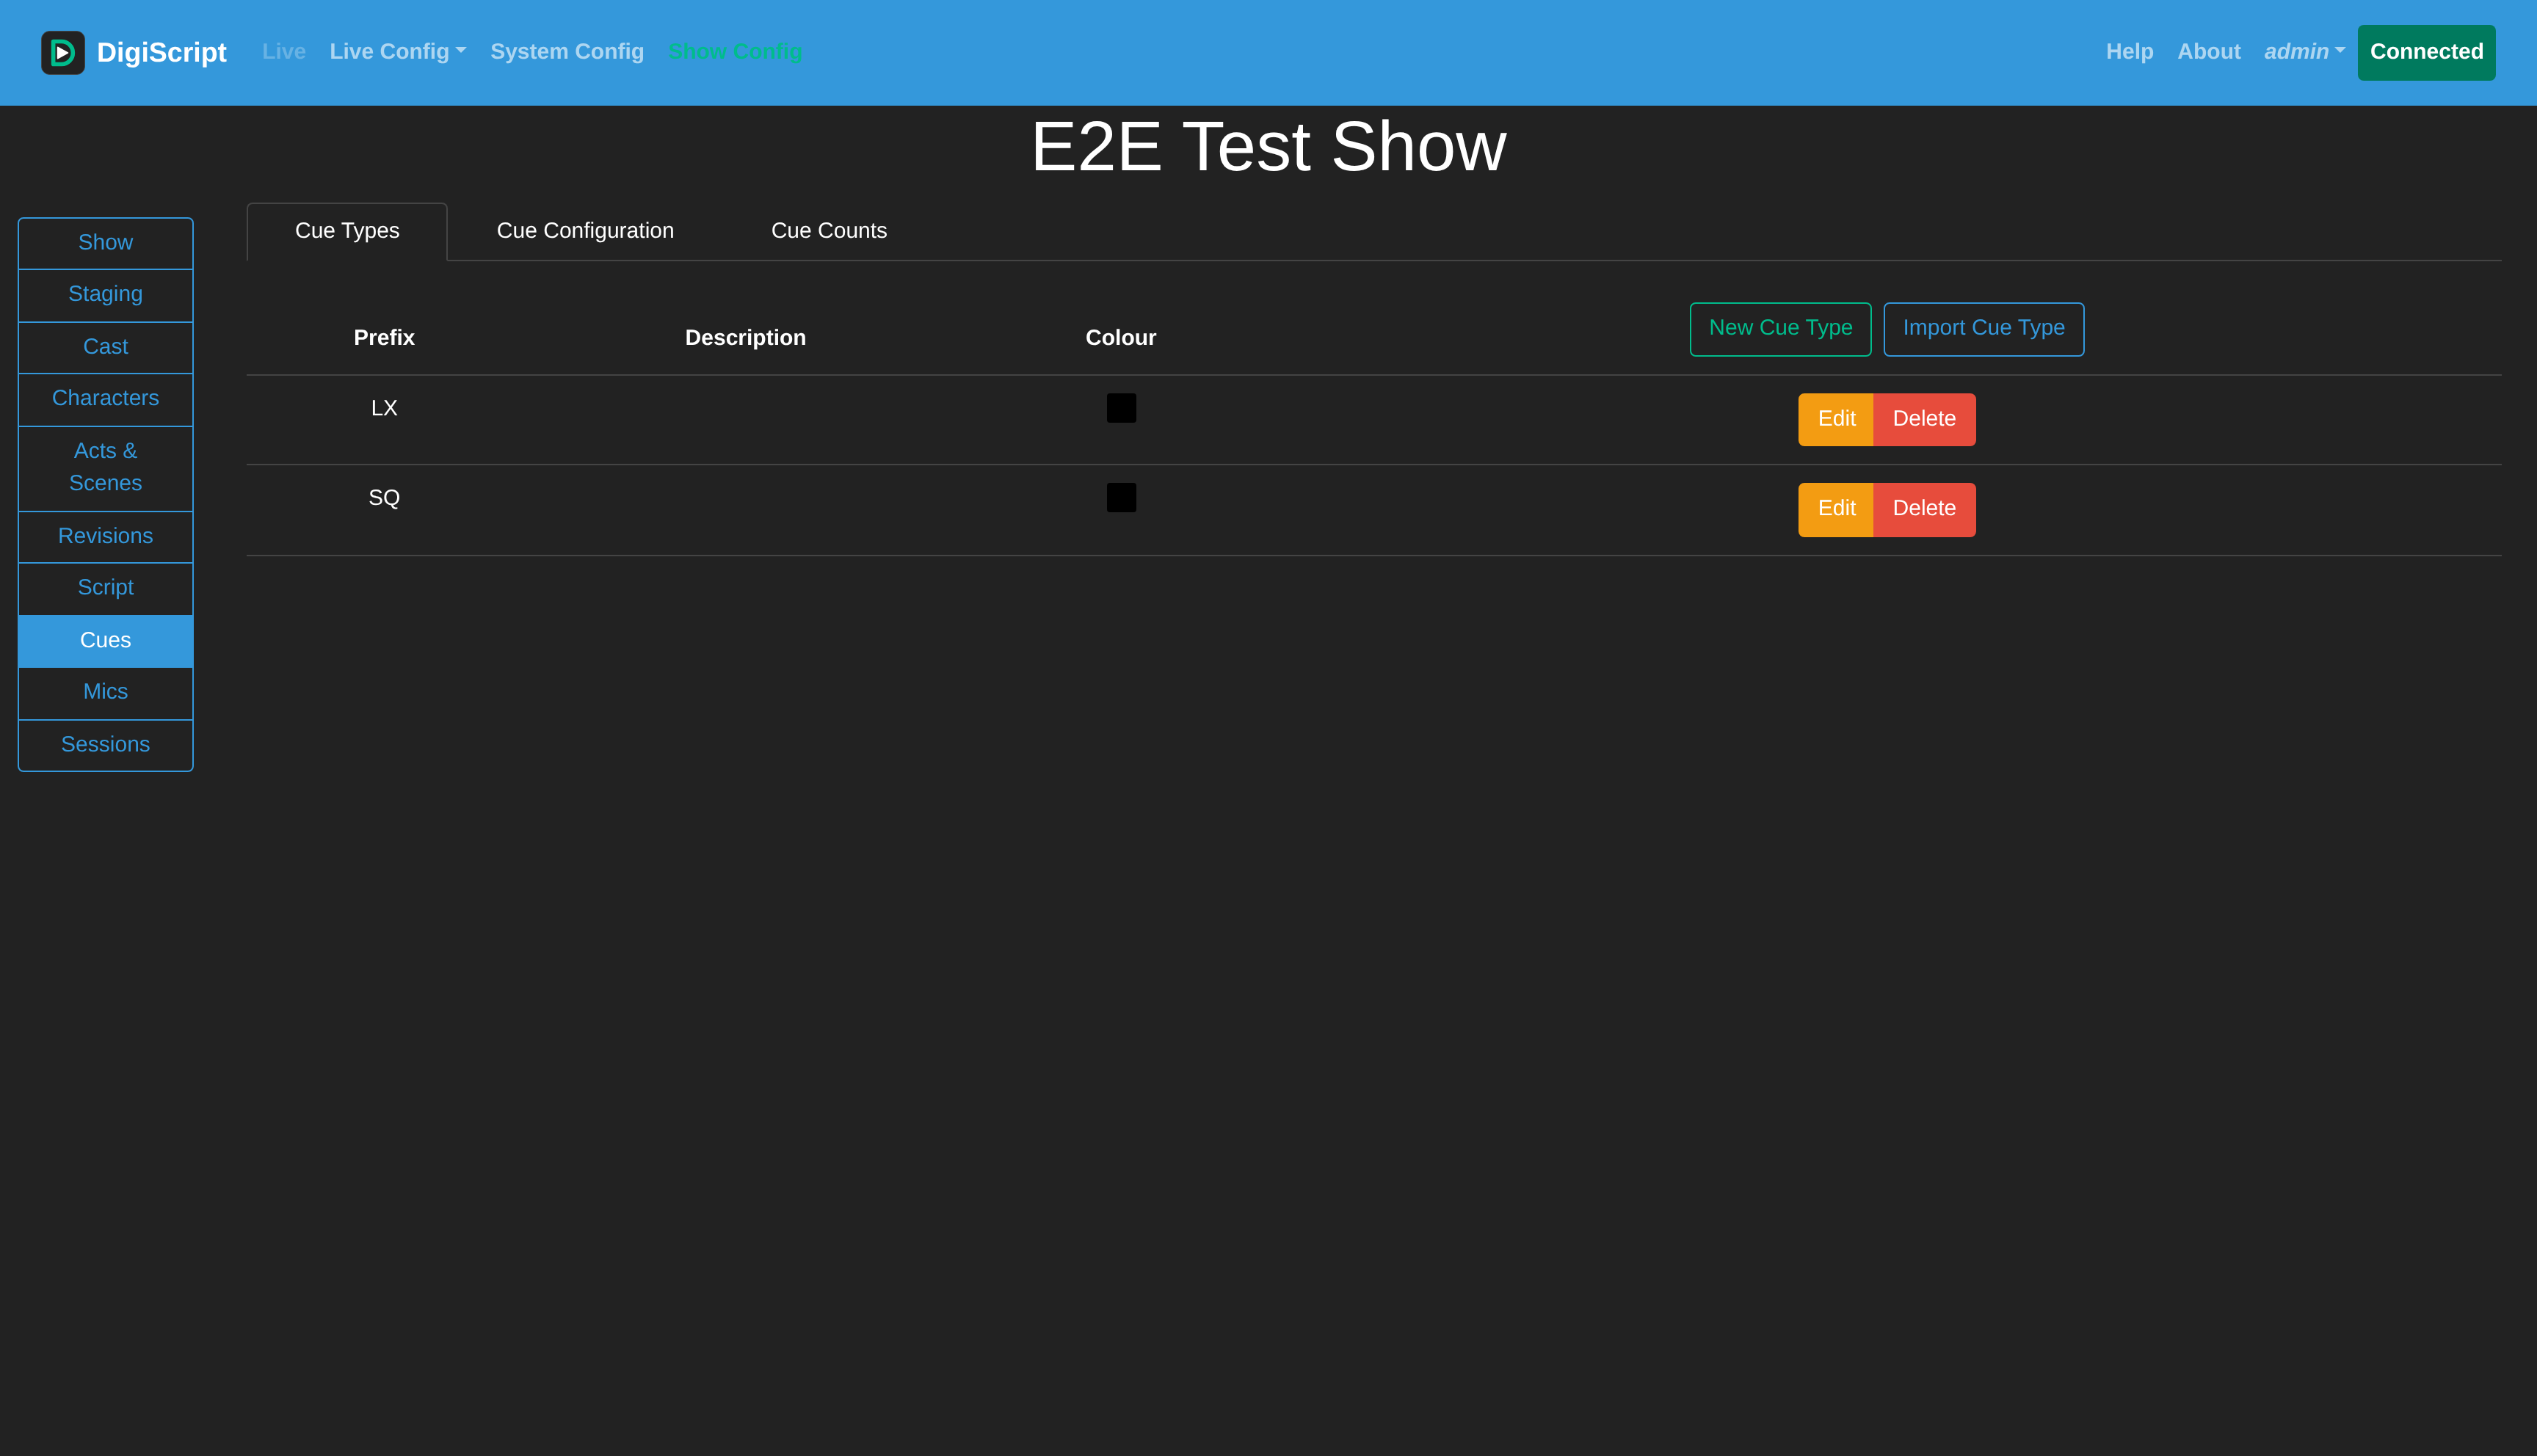 DigiScript Live Live Config System Config Show Config Help About admin Connected
E2E Test Show
Show
Staging
Cast
Characters
Acts &
Scenes
Revisions
Script
Cues
Mics
Sessions
Cue Types Cue Configuration Cue Counts
Prefix Description Colour New Cue Type Import Cue Type
LX Edit Delete
SQ Edit Delete